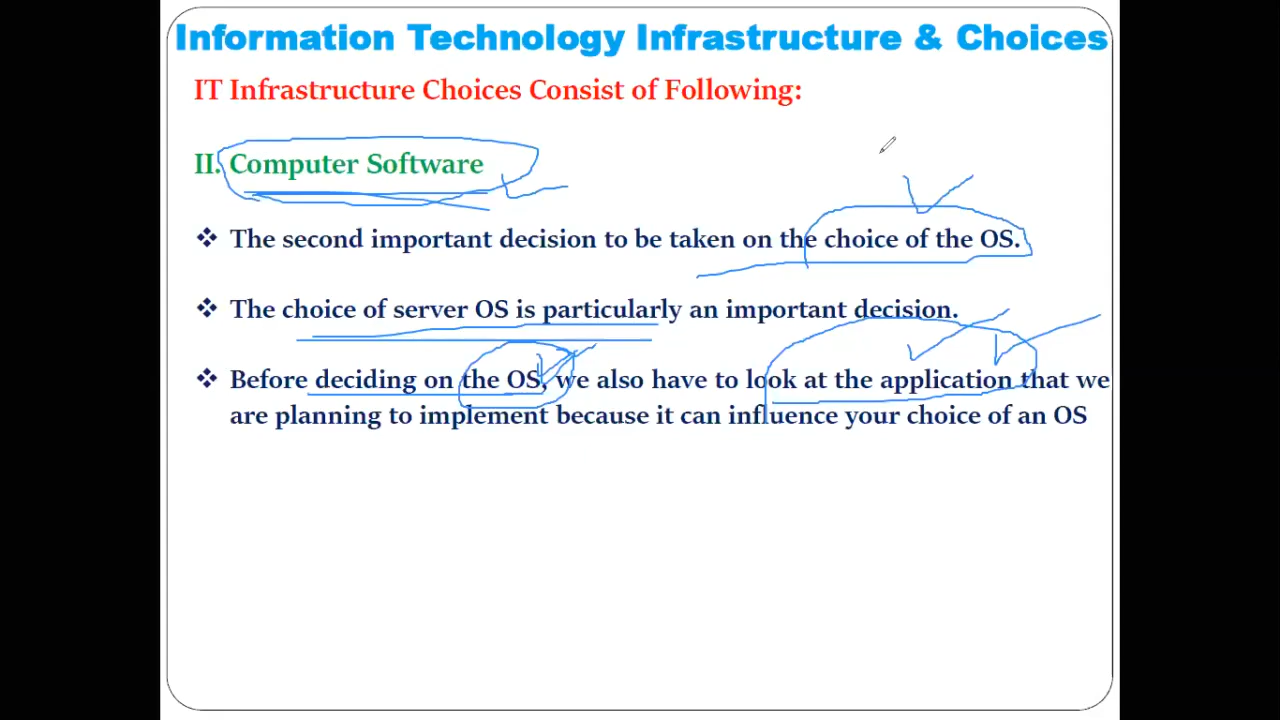 Information Technology Infrastructure & Choices
IT Infrastructure Choices Consist of Following:
II. Computer Software
❖ The second important decision to be taken on the choice of the OS.
❖ The choice of server OS is particularly an important decision.
❖ Before deciding on the OS, we also have to look at the application that we
are planning to implement because it can influence your choice of an OS